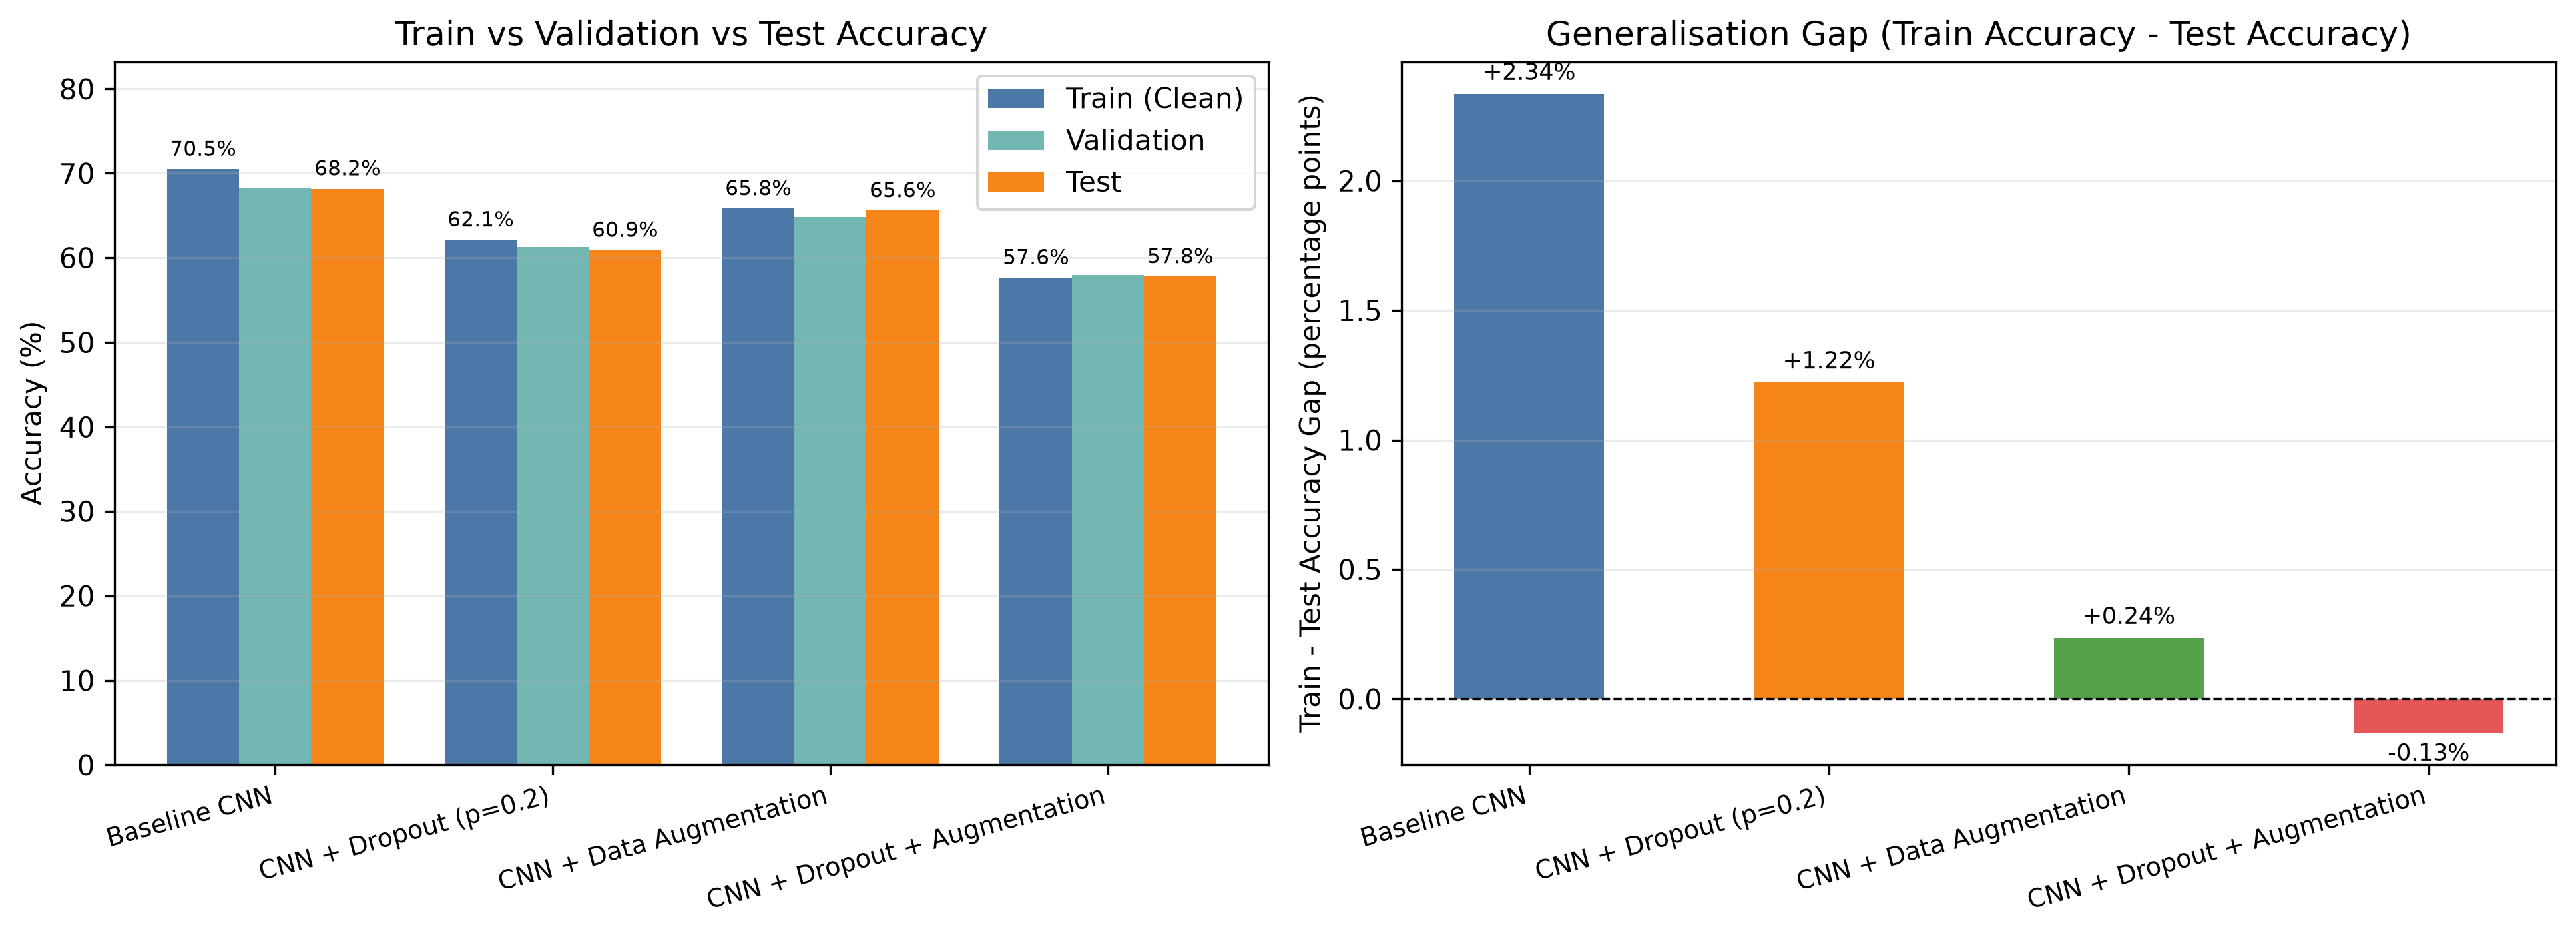 Train vs Validation vs Test Accuracy
Accuracy (%)
80
70
60
50
40
30
20
10
0
70.5%
68.2%
62.1%
60.9%
65.8%
65.6%
57.6%
57.8%
Train (Clean)
Validation
Test
Baseline CNN
CNN + Dropout (p=0.2)
CNN + Data Augmentation
CNN + Dropout + Augmentation
Generalisation Gap (Train Accuracy - Test Accuracy)
Train - Test Accuracy Gap (percentage points)
2.0
1.5
1.0
0.5
0.0
+2.34%
+1.22%
+0.24%
-0.13%
Baseline CNN
CNN + Dropout (p=0.2)
CNN + Data Augmentation
CNN + Dropout + Augmentation